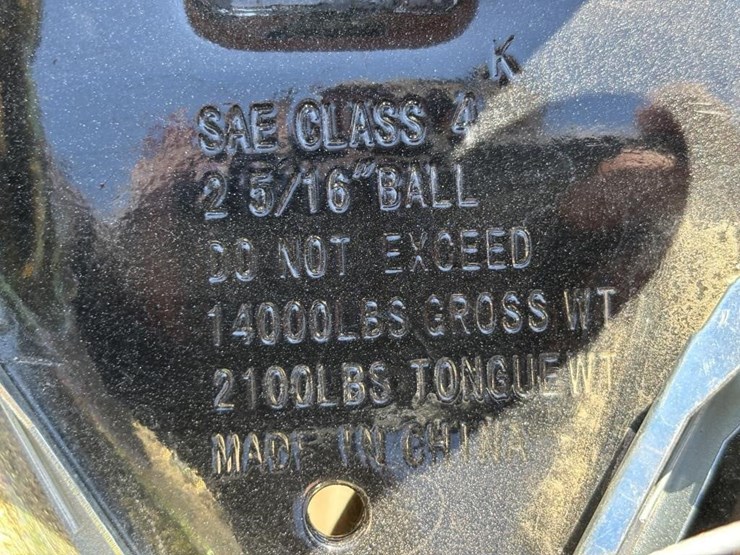 K
SAE CLASS 4
2 5/16" BALL
DO NOT EXCEED
14000LBS GROSS WT
2100LBS TONGUE WT
MADE IN CHINA